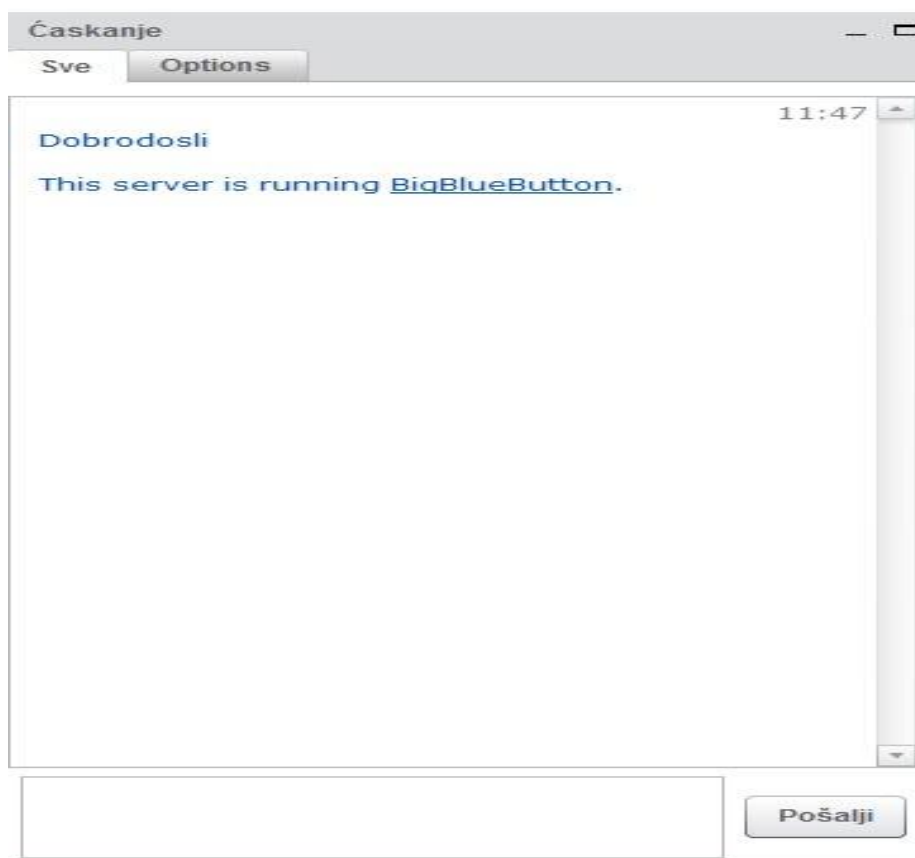 Ćaskanje
Sve Options
11:47
Dobrodosli
This server is running BigBlueButton.
Pošalji